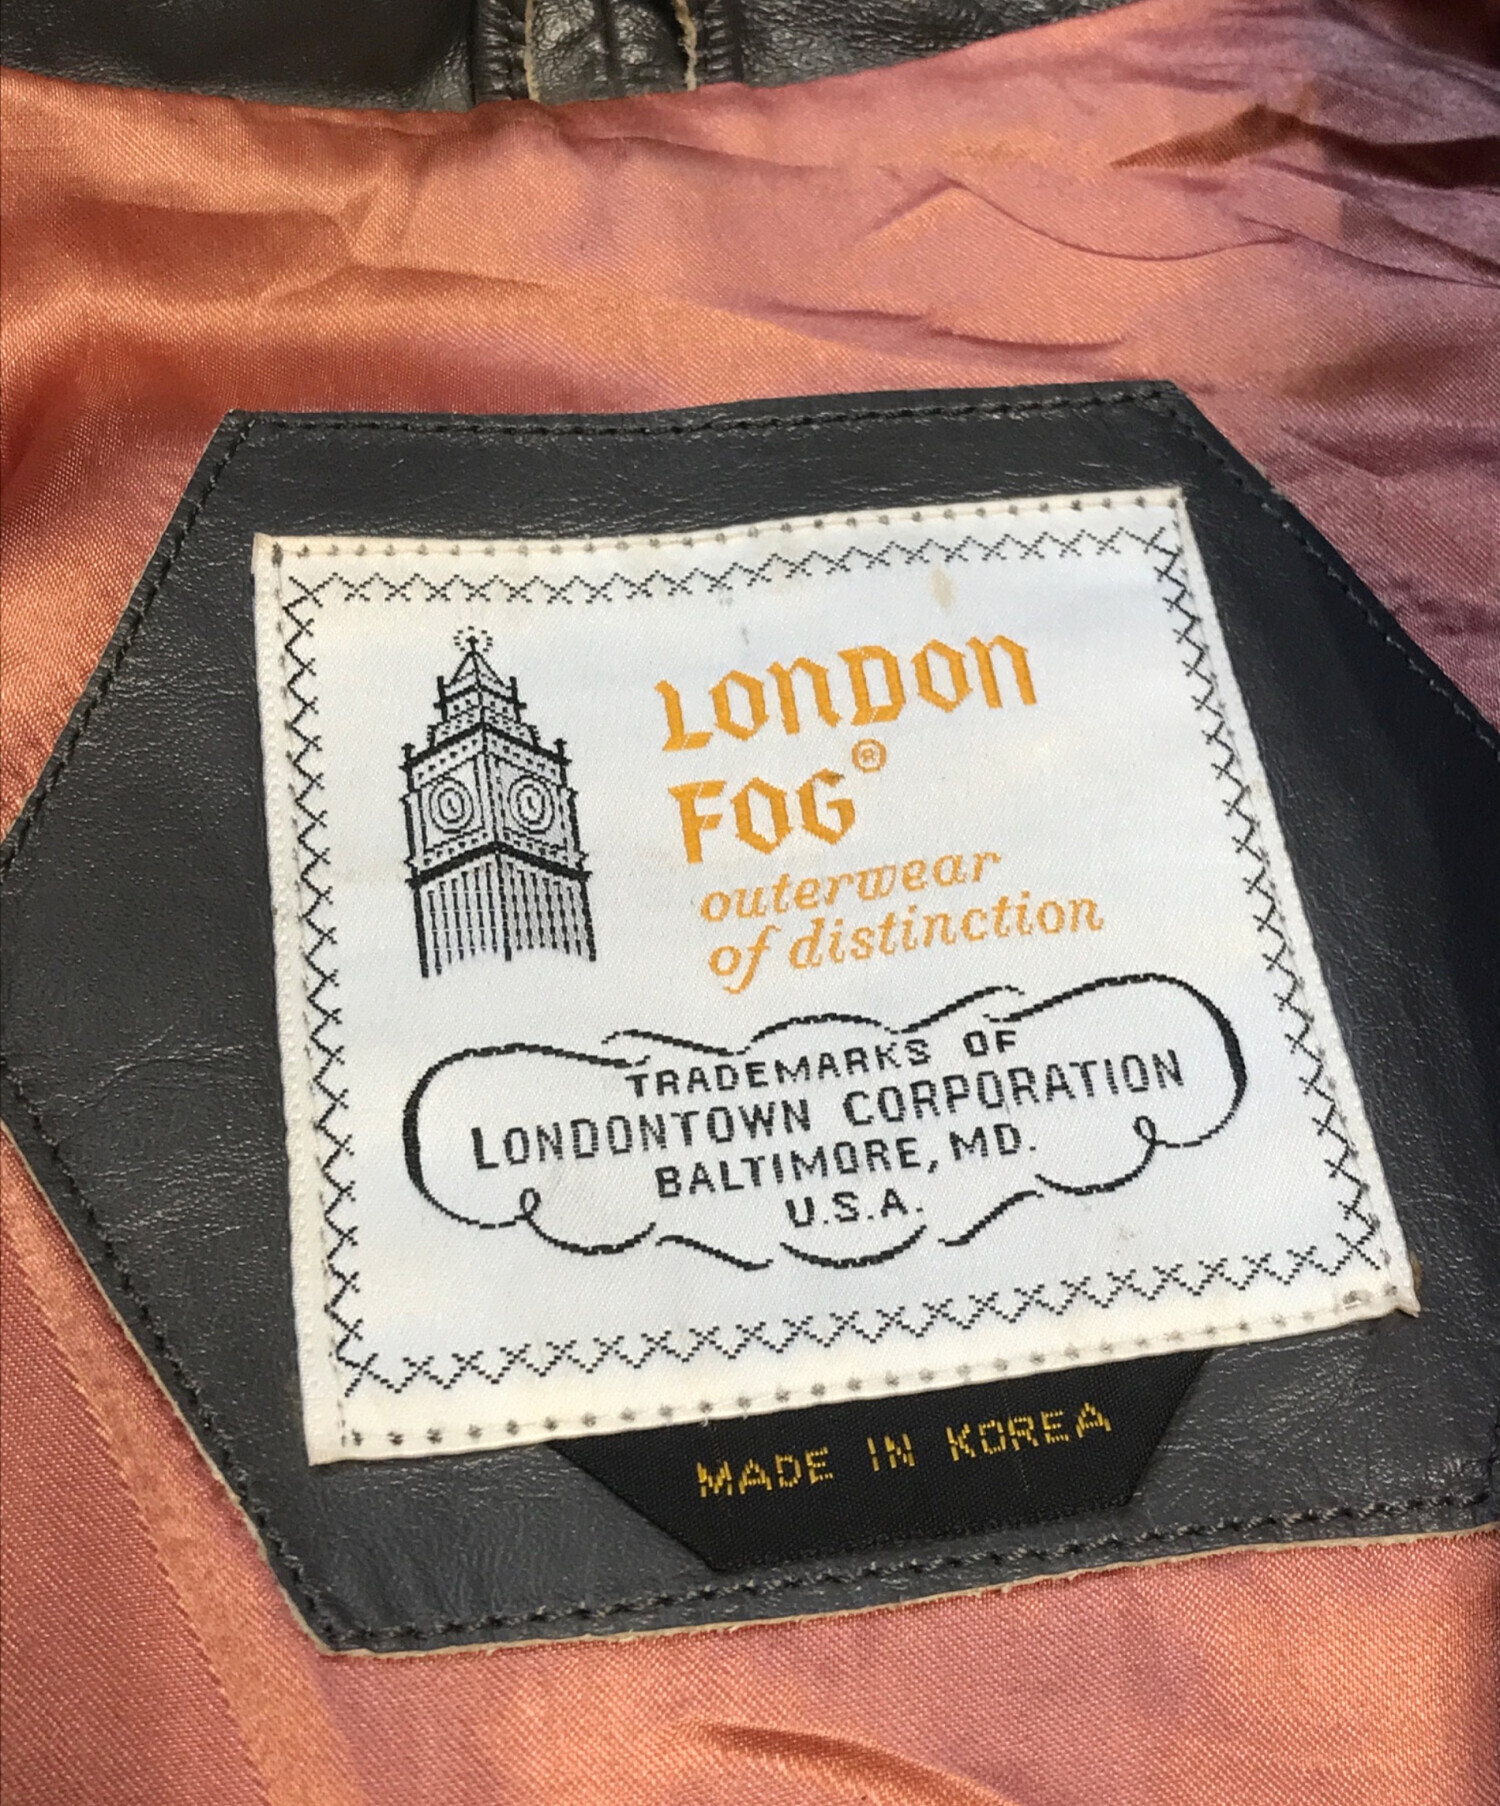 LONDON
FOG®
outerwear
of distinction
TRADEMARKS OF
LONDONTOWN CORPORATION
BALTIMORE, MD.
U.S.A.
MADE IN KOREA